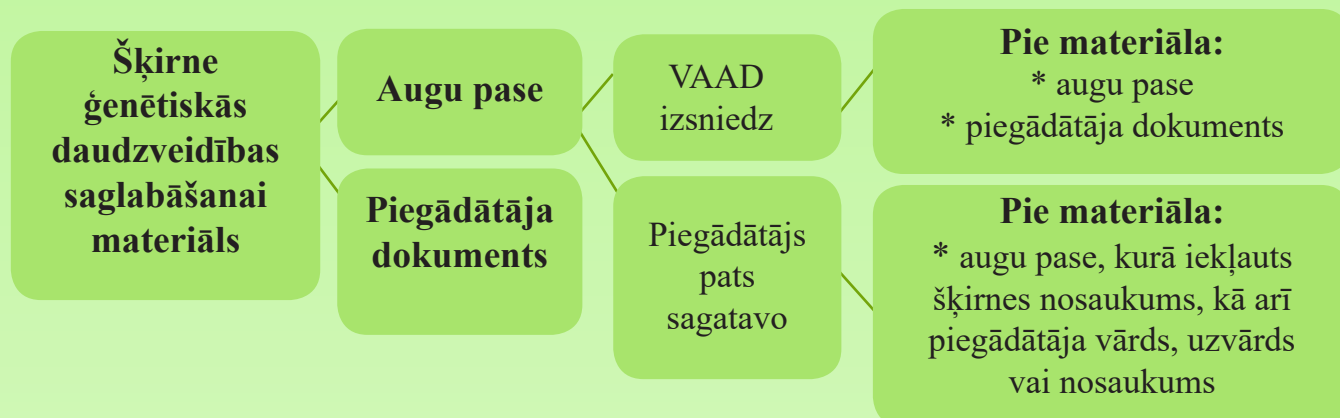 Šķirne
ģenētiskās
daudzveidības
saglabāšanai
materiāls
Augu pase
Piegādātāja
dokuments
VAAD
izsniedz
Piegādātājs
pats
sagatavo
Pie materiāla:
* augu pase
* piegādātāja dokuments
Pie materiāla:
* augu pase, kurā iekļauts
šķirnes nosaukums, kā arī
piegādātāja vārds, uzvārds
vai nosaukums